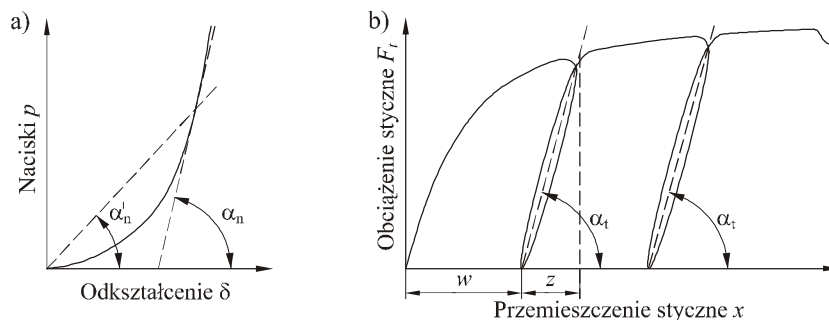 a)
Naciski p
α'n
αn
Odkształcenie δ
b)
Obciążenie styczne Ft
αt
αt
w
z
Przemieszczenie styczne x